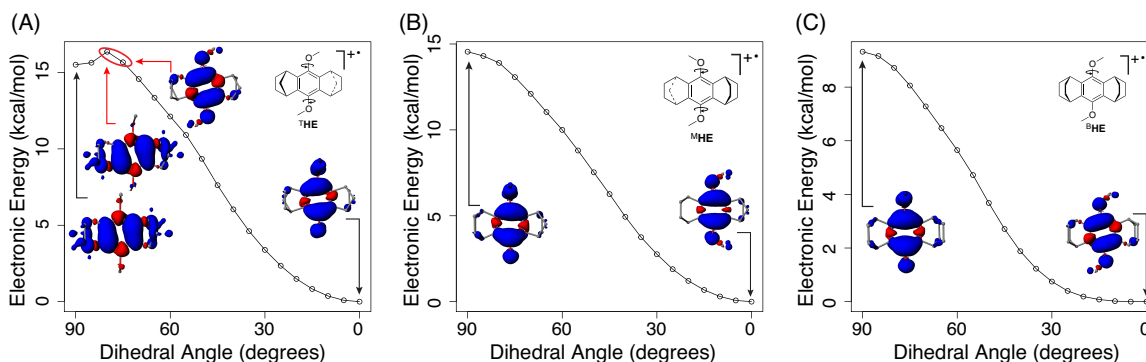 (A)
Electronic Energy (kcal/mol)
15
10
5
0
90
60
30
0
Dihedral Angle (degrees)
O
+•
O
ᵀHE
(B)
Electronic Energy (kcal/mol)
15
10
5
0
90
60
30
0
Dihedral Angle (degrees)
O
+•
O
ᴹHE
(C)
Electronic Energy (kcal/mol)
8
6
4
2
0
90
60
30
0
Dihedral Angle (degrees)
O
+•
O
ᴮHE